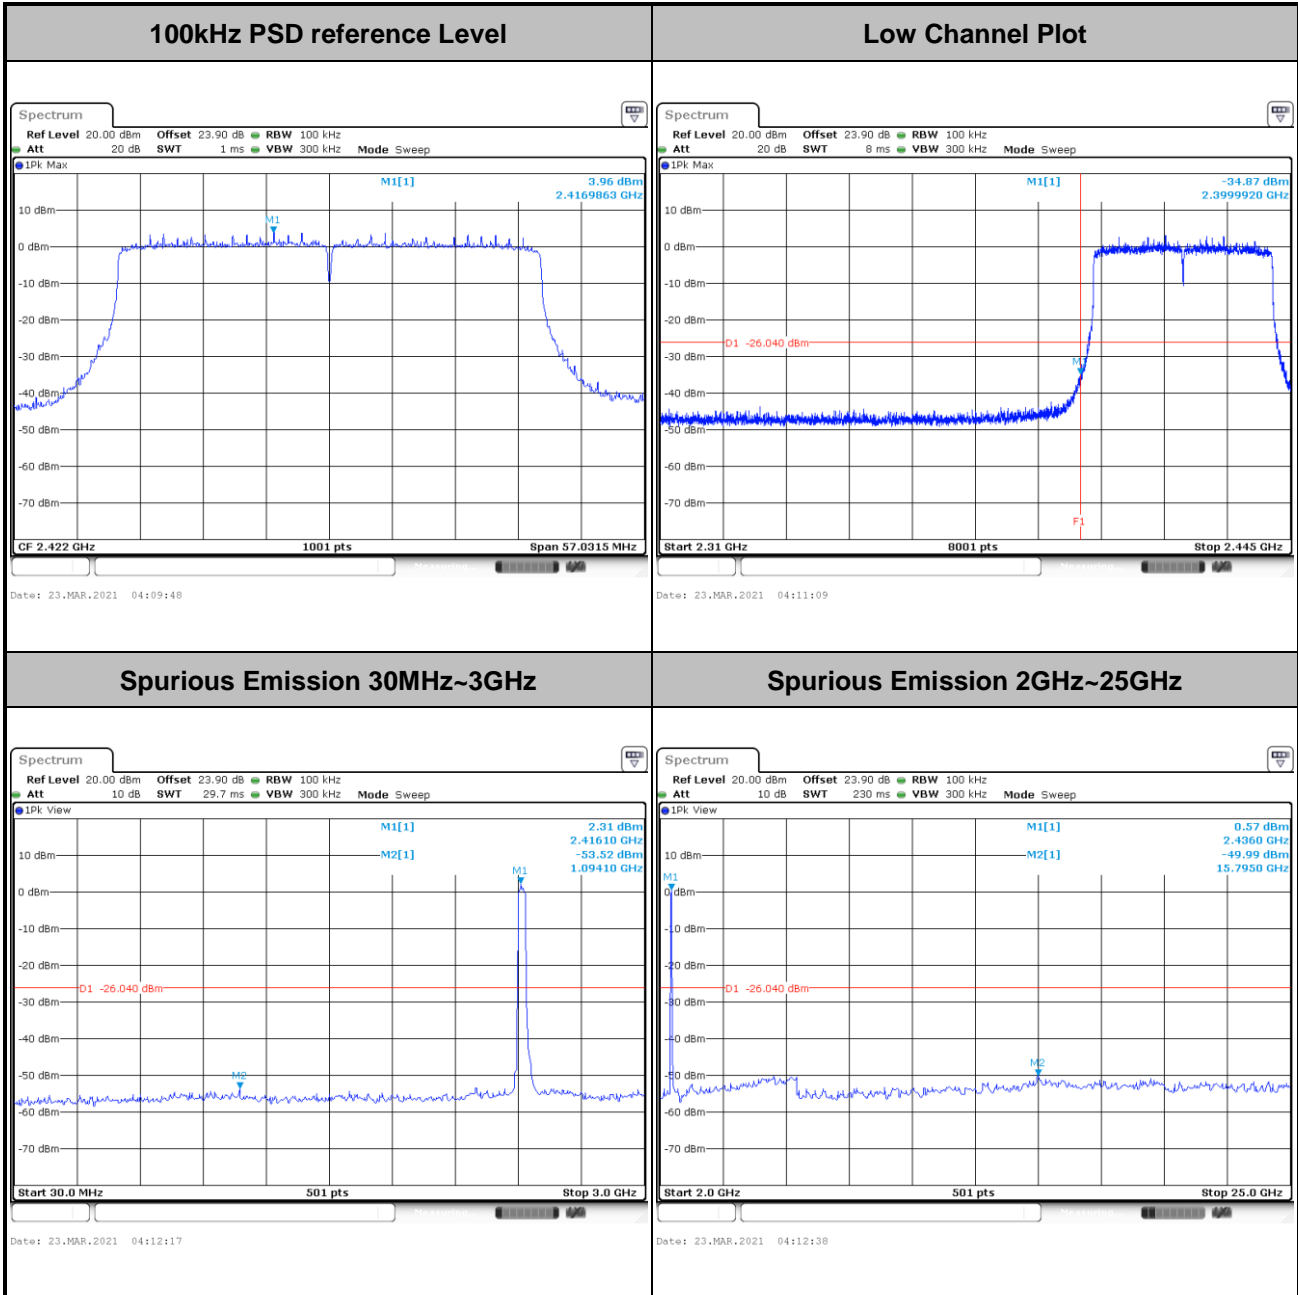 100kHz PSD reference Level
Low Channel Plot
Spectrum
Ref Level 20.00 dBm Offset 23.90 dB RBW 100 kHz
Att 20 dB SWT 1 ms VBW 300 kHz Mode Sweep
1Pk Max
M1[1] 3.96 dBm
2.4169863 GHz
10 dBm
M1
0 dBm
-10 dBm
-20 dBm
-30 dBm
-40 dBm
-50 dBm
-60 dBm
-70 dBm
CF 2.422 GHz 1001 pts Span 57.0315 MHz
Measuring...
Date: 23.MAR.2021 04:09:48
Spectrum
Ref Level 20.00 dBm Offset 23.90 dB RBW 100 kHz
Att 20 dB SWT 8 ms VBW 300 kHz Mode Sweep
1Pk Max
M1[1] -34.87 dBm
2.3999920 GHz
10 dBm
0 dBm
-10 dBm
-20 dBm
D1 -26.040 dBm
-30 dBm
M1
-40 dBm
-50 dBm
-60 dBm
-70 dBm
F1
Start 2.31 GHz 8001 pts Stop 2.445 GHz
Measuring...
Date: 23.MAR.2021 04:11:09
Spurious Emission 30MHz~3GHz
Spurious Emission 2GHz~25GHz
Spectrum
Ref Level 20.00 dBm Offset 23.90 dB RBW 100 kHz
Att 10 dB SWT 29.7 ms VBW 300 kHz Mode Sweep
1Pk View
M1[1] 2.31 dBm
2.41610 GHz
10 dBm M2[1] -53.52 dBm
M1 1.09410 GHz
0 dBm
-10 dBm
-20 dBm
D1 -26.040 dBm
-30 dBm
-40 dBm
-50 dBm
M2
-60 dBm
-70 dBm
Start 30.0 MHz 501 pts Stop 3.0 GHz
Measuring...
Date: 23.MAR.2021 04:12:17
Spectrum
Ref Level 20.00 dBm Offset 23.90 dB RBW 100 kHz
Att 10 dB SWT 230 ms VBW 300 kHz Mode Sweep
1Pk View
M1[1] 0.57 dBm
2.4360 GHz
10 dBm M2[1] -49.99 dBm
15.7950 GHz
M1
0 dBm
-10 dBm
-20 dBm
D1 -26.040 dBm
-30 dBm
-40 dBm
M2
-50 dBm
-60 dBm
-70 dBm
Start 2.0 GHz 501 pts Stop 25.0 GHz
Measuring...
Date: 23.MAR.2021 04:12:38